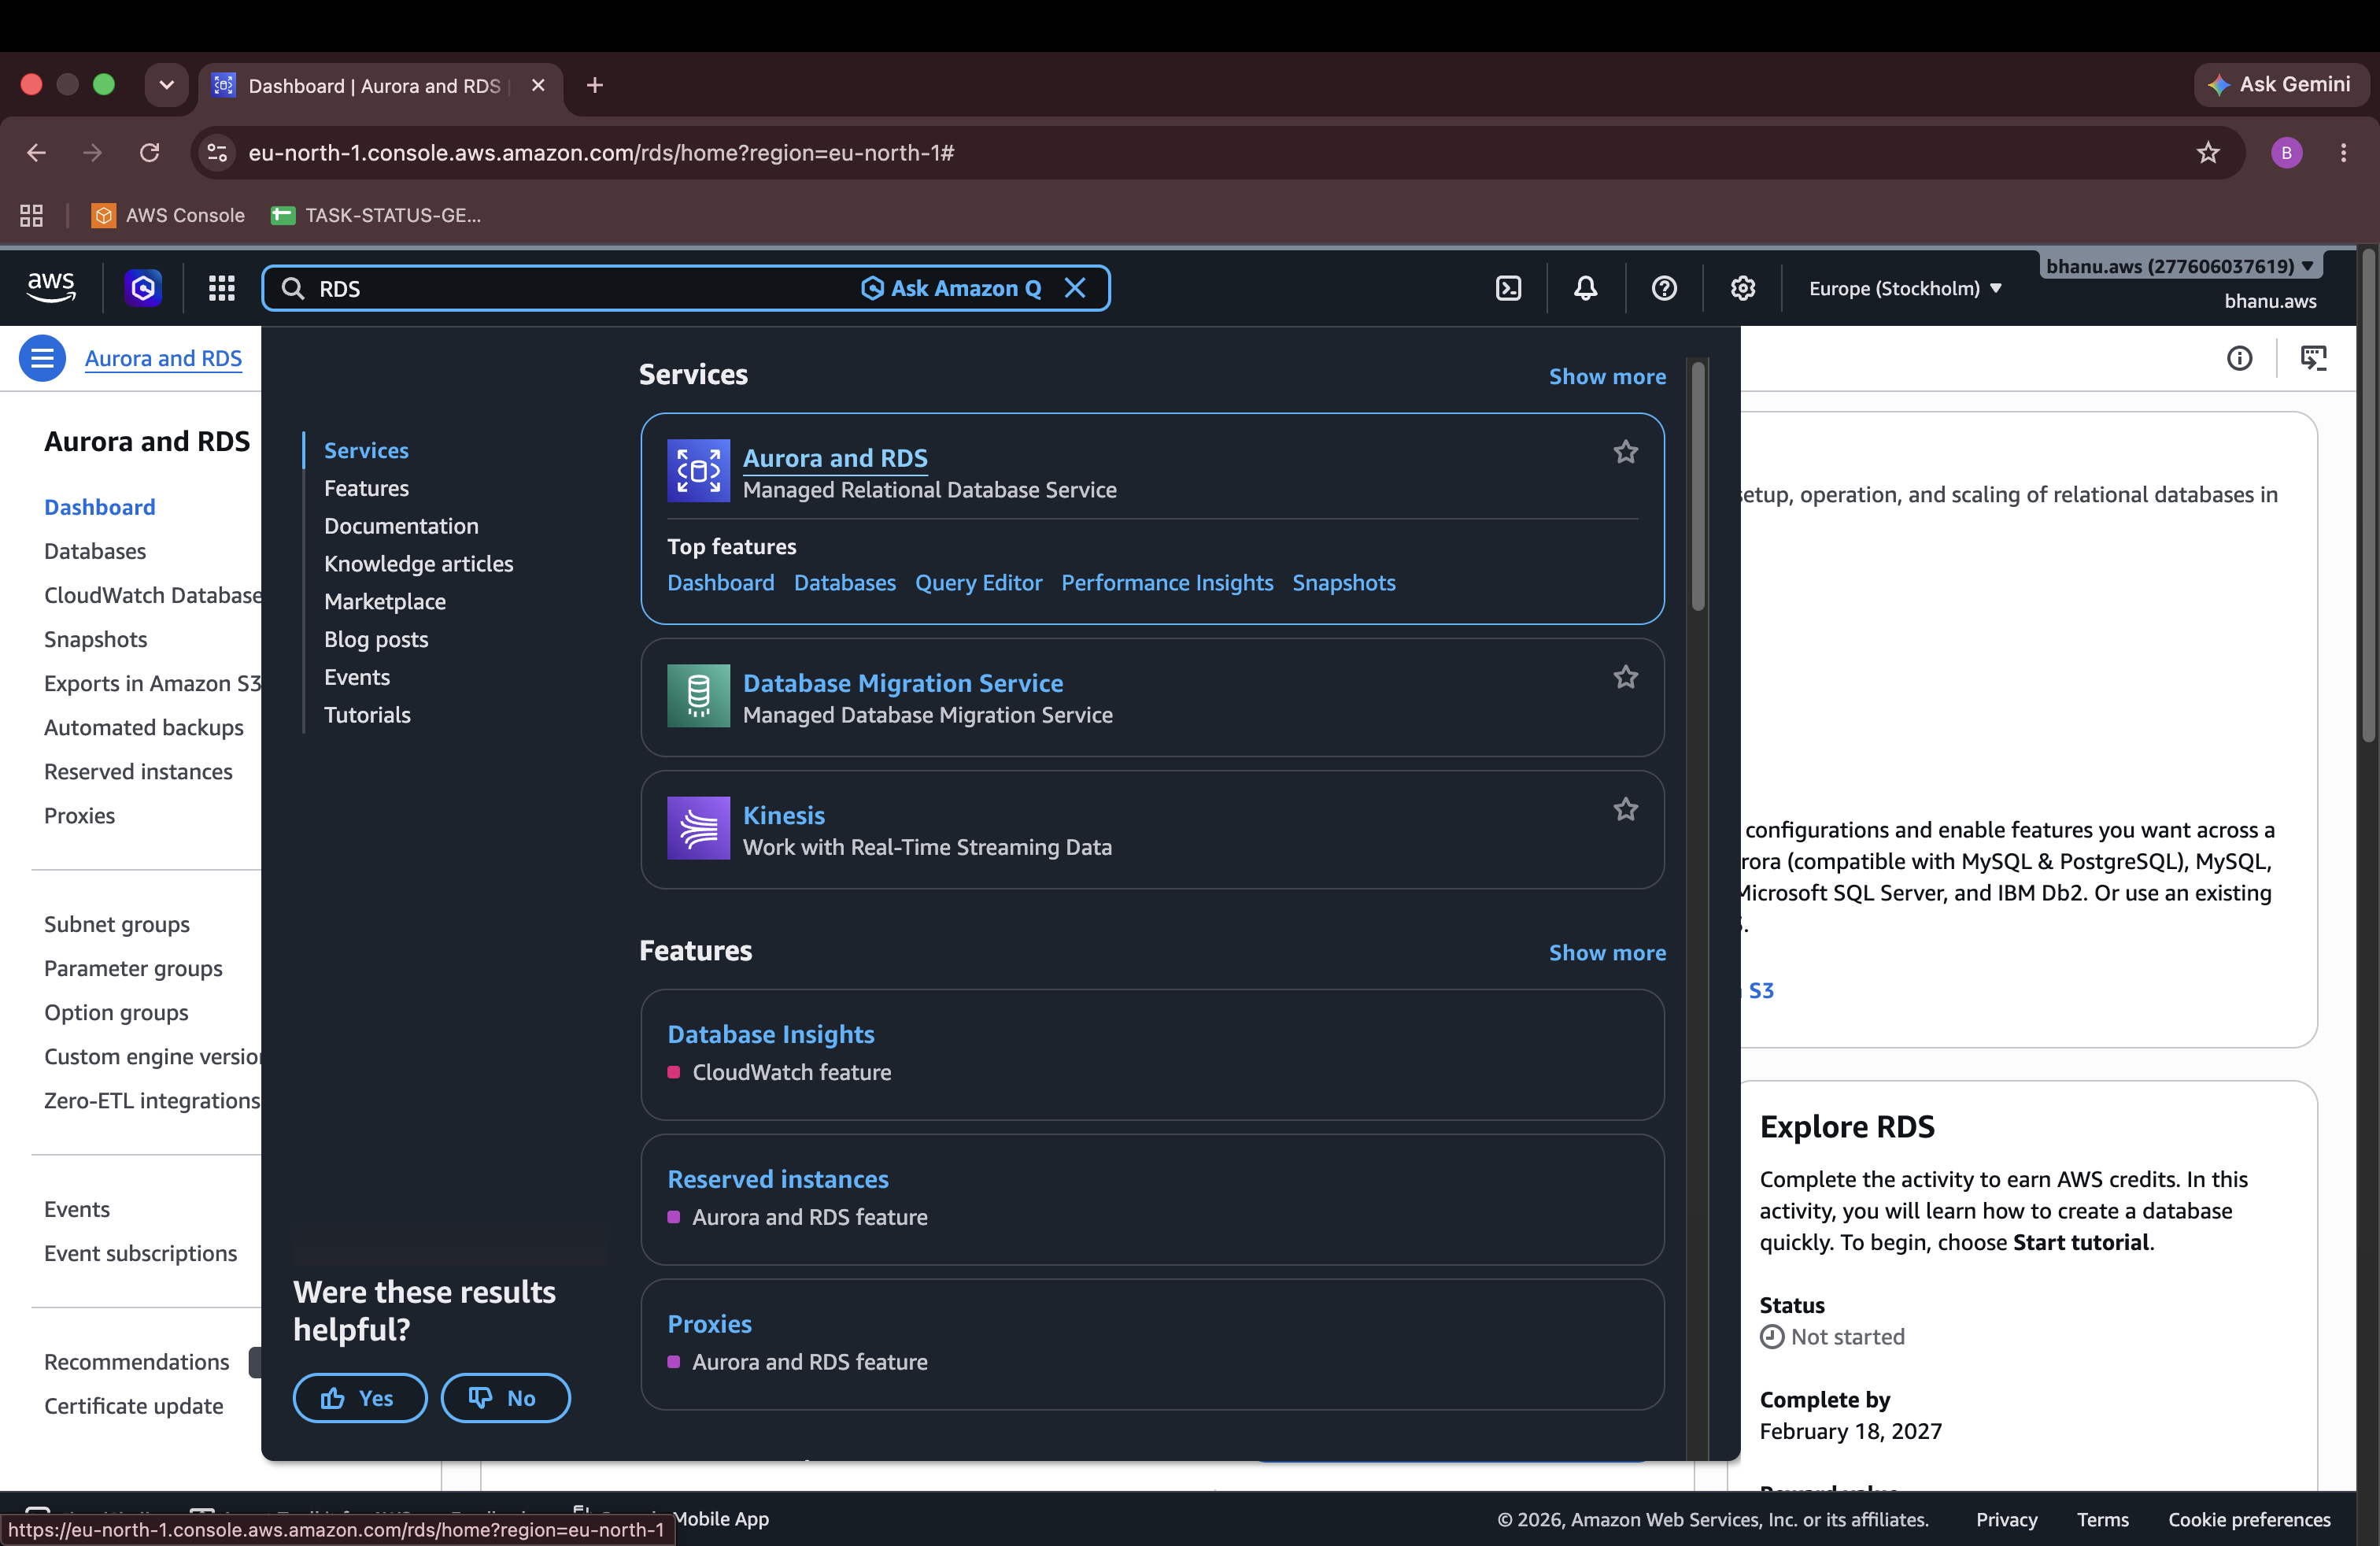 Dashboard | Aurora and RDS
Ask Gemini
eu-north-1.console.aws.amazon.com/rds/home?region=eu-north-1#
B
AWS Console
TASK-STATUS-GE...
aws
RDS
Ask Amazon Q
Europe (Stockholm)
bhanu.aws (277606037619)
bhanu.aws
Aurora and RDS
Aurora and RDS
Dashboard
Databases
CloudWatch Database
Snapshots
Exports in Amazon S3
Automated backups
Reserved instances
Proxies
Subnet groups
Parameter groups
Option groups
Custom engine
Zero-ETL integrations
Events
Event subscriptions
Recommendations
Certificate update
Services
Features
Documentation
Knowledge articles
Marketplace
Blog posts
Events
Tutorials
Were these results
helpful?
Yes
No
Services
Show more
Aurora and RDS
Managed Relational Database Service
Top features
Dashboard Databases Query Editor Performance Insights Snapshots
Database Migration Service
Managed Database Migration Service
Kinesis
Work with Real-Time Streaming Data
Features
Show more
Database Insights
CloudWatch feature
Reserved instances
Aurora and RDS feature
Proxies
Aurora and RDS feature
setup, operation, and scaling of relational databases in
configurations and enable features you want across a
rora (compatible with MySQL & PostgreSQL), MySQL,
Microsoft SQL Server, and IBM Db2. Or use an existing
S3
Explore RDS
Complete the activity to earn AWS credits. In this
activity, you will learn how to create a database
quickly. To begin, choose Start tutorial.
Status
Not started
Complete by
February 18, 2027
Mobile App
© 2026, Amazon Web Services, Inc. or its affiliates.
Privacy
Terms
Cookie preferences
https://eu-north-1.console.aws.amazon.com/rds/home?region=eu-north-1